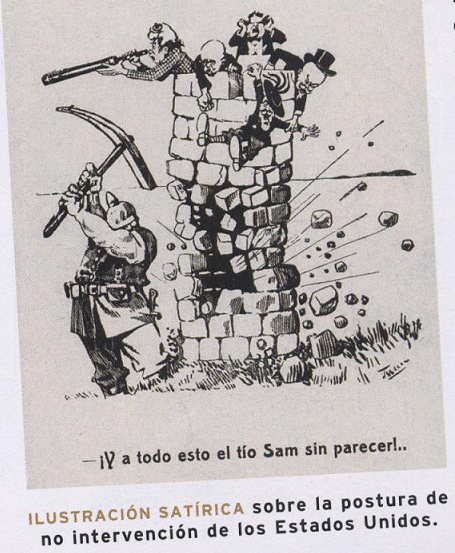 —¡Y a todo esto el tío Sam sin parecer!..
ILUSTRACIÓN SATÍRICA sobre la postura de
no intervención de los Estados Unidos.